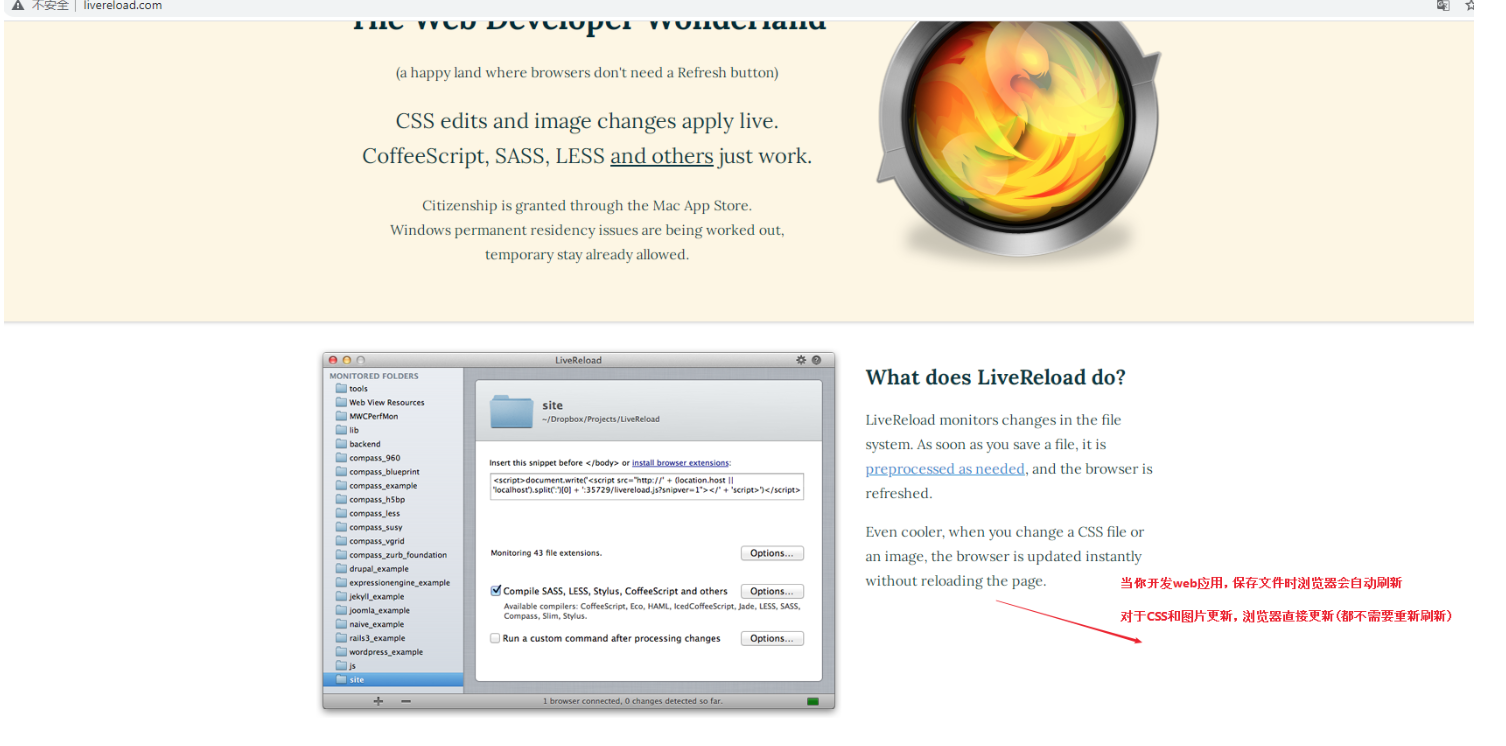 不安全 | livereload.com
The Web Developer Wonderland
(a happy land where browsers don't need a Refresh button)
CSS edits and image changes apply live.
CoffeeScript, SASS, LESS and others just work.
Citizenship is granted through the Mac App Store.
Windows permanent residency issues are being worked out,
temporary stay already allowed.
LiveReload
MONITORED FOLDERS
tools
Web View Resources
MWCPerfMon
lib
backend
compass_960
compass_blueprint
compass_example
compass_h5bp
compass_less
compass_susy
compass_vgrid
compass_zurb_foundation
drupal_example
expressionengine_example
jekyll_example
joomla_example
naive_example
rails3_example
wordpress_example
js
site
site
~/Dropbox/Projects/LiveReload
Insert this snippet before </body> or install browser extensions:
<script>document.write('<script src="http://' + (location.host ||
'localhost').split(':')[0] + ':35729/livereload.js?snipver=1"></' + 'script>')</script>
Monitoring 43 file extensions.
Options...
Compile SASS, LESS, Stylus, CoffeeScript and others
Options...
Available compilers: CoffeeScript, Eco, HAML, IcedCoffeeScript, Jade, LESS, SASS,
Compass, Slim, Stylus.
Run a custom command after processing changes
Options...
1 browser connected, 0 changes detected so far.
What does LiveReload do?
LiveReload monitors changes in the file
system. As soon as you save a file, it is
preprocessed as needed, and the browser is
refreshed.
Even cooler, when you change a CSS file or
an image, the browser is updated instantly
without reloading the page.
当你开发web应用，保存文件时浏览器会自动刷新
对于CSS和图片更新，浏览器直接更新（都不需要重新刷新）